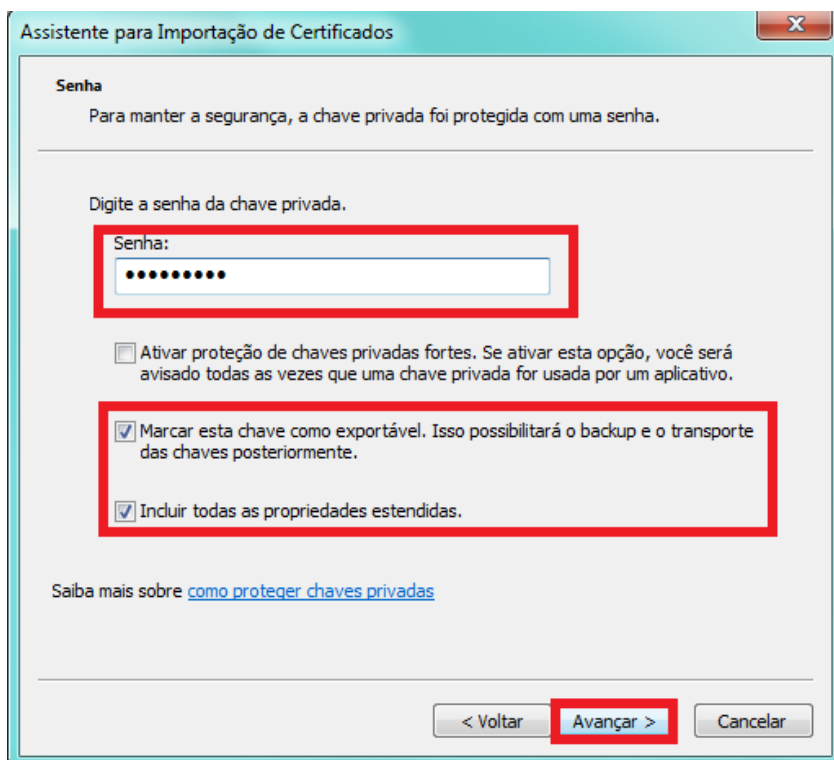 Assistente para Importação de Certificados
Senha
Para manter a segurança, a chave privada foi protegida com uma senha.
Digite a senha da chave privada.
Senha:
•••••••••
Ativar proteção de chaves privadas fortes. Se ativar esta opção, você será
avisado todas as vezes que uma chave privada for usada por um aplicativo.
Marcar esta chave como exportável. Isso possibilitará o backup e o transporte
das chaves posteriormente.
Incluir todas as propriedades estendidas.
Saiba mais sobre como proteger chaves privadas
< Voltar
Avançar >
Cancelar